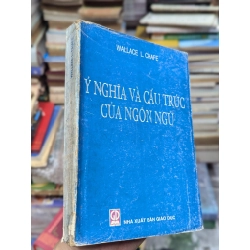 WALLACE L. CHAFE
Ý NGHĨA VÀ CẤU TRÚC
CỦA NGÔN NGỮ
NHÀ XUẤT BẢN GIÁO DỤC